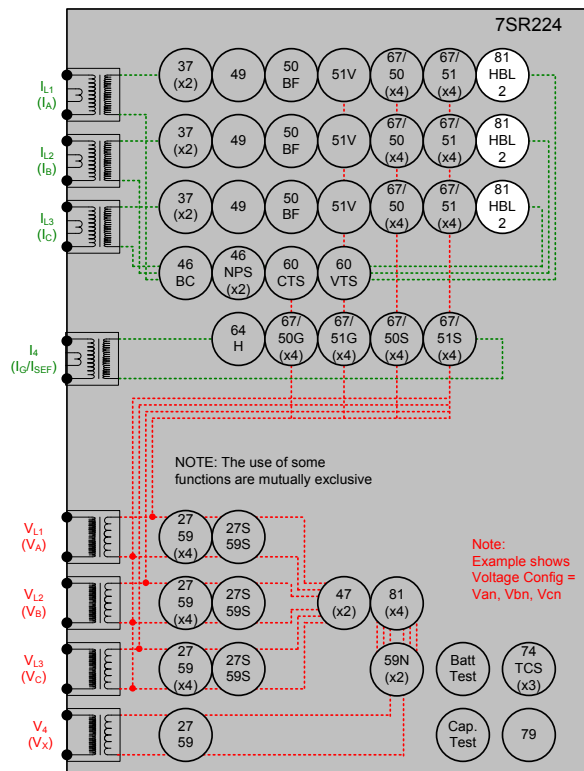 7SR224
IL1
(IA)
37
(x2)
49
50
BF
51V
67/
50
(x4)
67/
51
(x4)
81
HBL
2
IL2
(IB)
37
(x2)
49
50
BF
51V
67/
50
(x4)
67/
51
(x4)
81
HBL
2
IL3
(IC)
37
(x2)
49
50
BF
51V
67/
50
(x4)
67/
51
(x4)
81
HBL
2
46
BC
46
NPS
(x2)
60
CTS
60
VTS
I4
(IG/ISEF)
64
H
67/
50G
(x4)
67/
51G
(x4)
67/
50S
(x4)
67/
51S
(x4)
NOTE: The use of some
functions are mutually exclusive
VL1
(VA)
27
59
(x4)
27S
59S
Note:
Example shows
Voltage Config =
Van, Vbn, Vcn
VL2
(VB)
27
59
(x4)
27S
59S
47
(x2)
81
(x4)
VL3
(VC)
27
59
(x4)
27S
59S
59N
(x2)
Batt
Test
74
TCS
(x3)
V4
(VX)
27
59
Cap.
Test
79